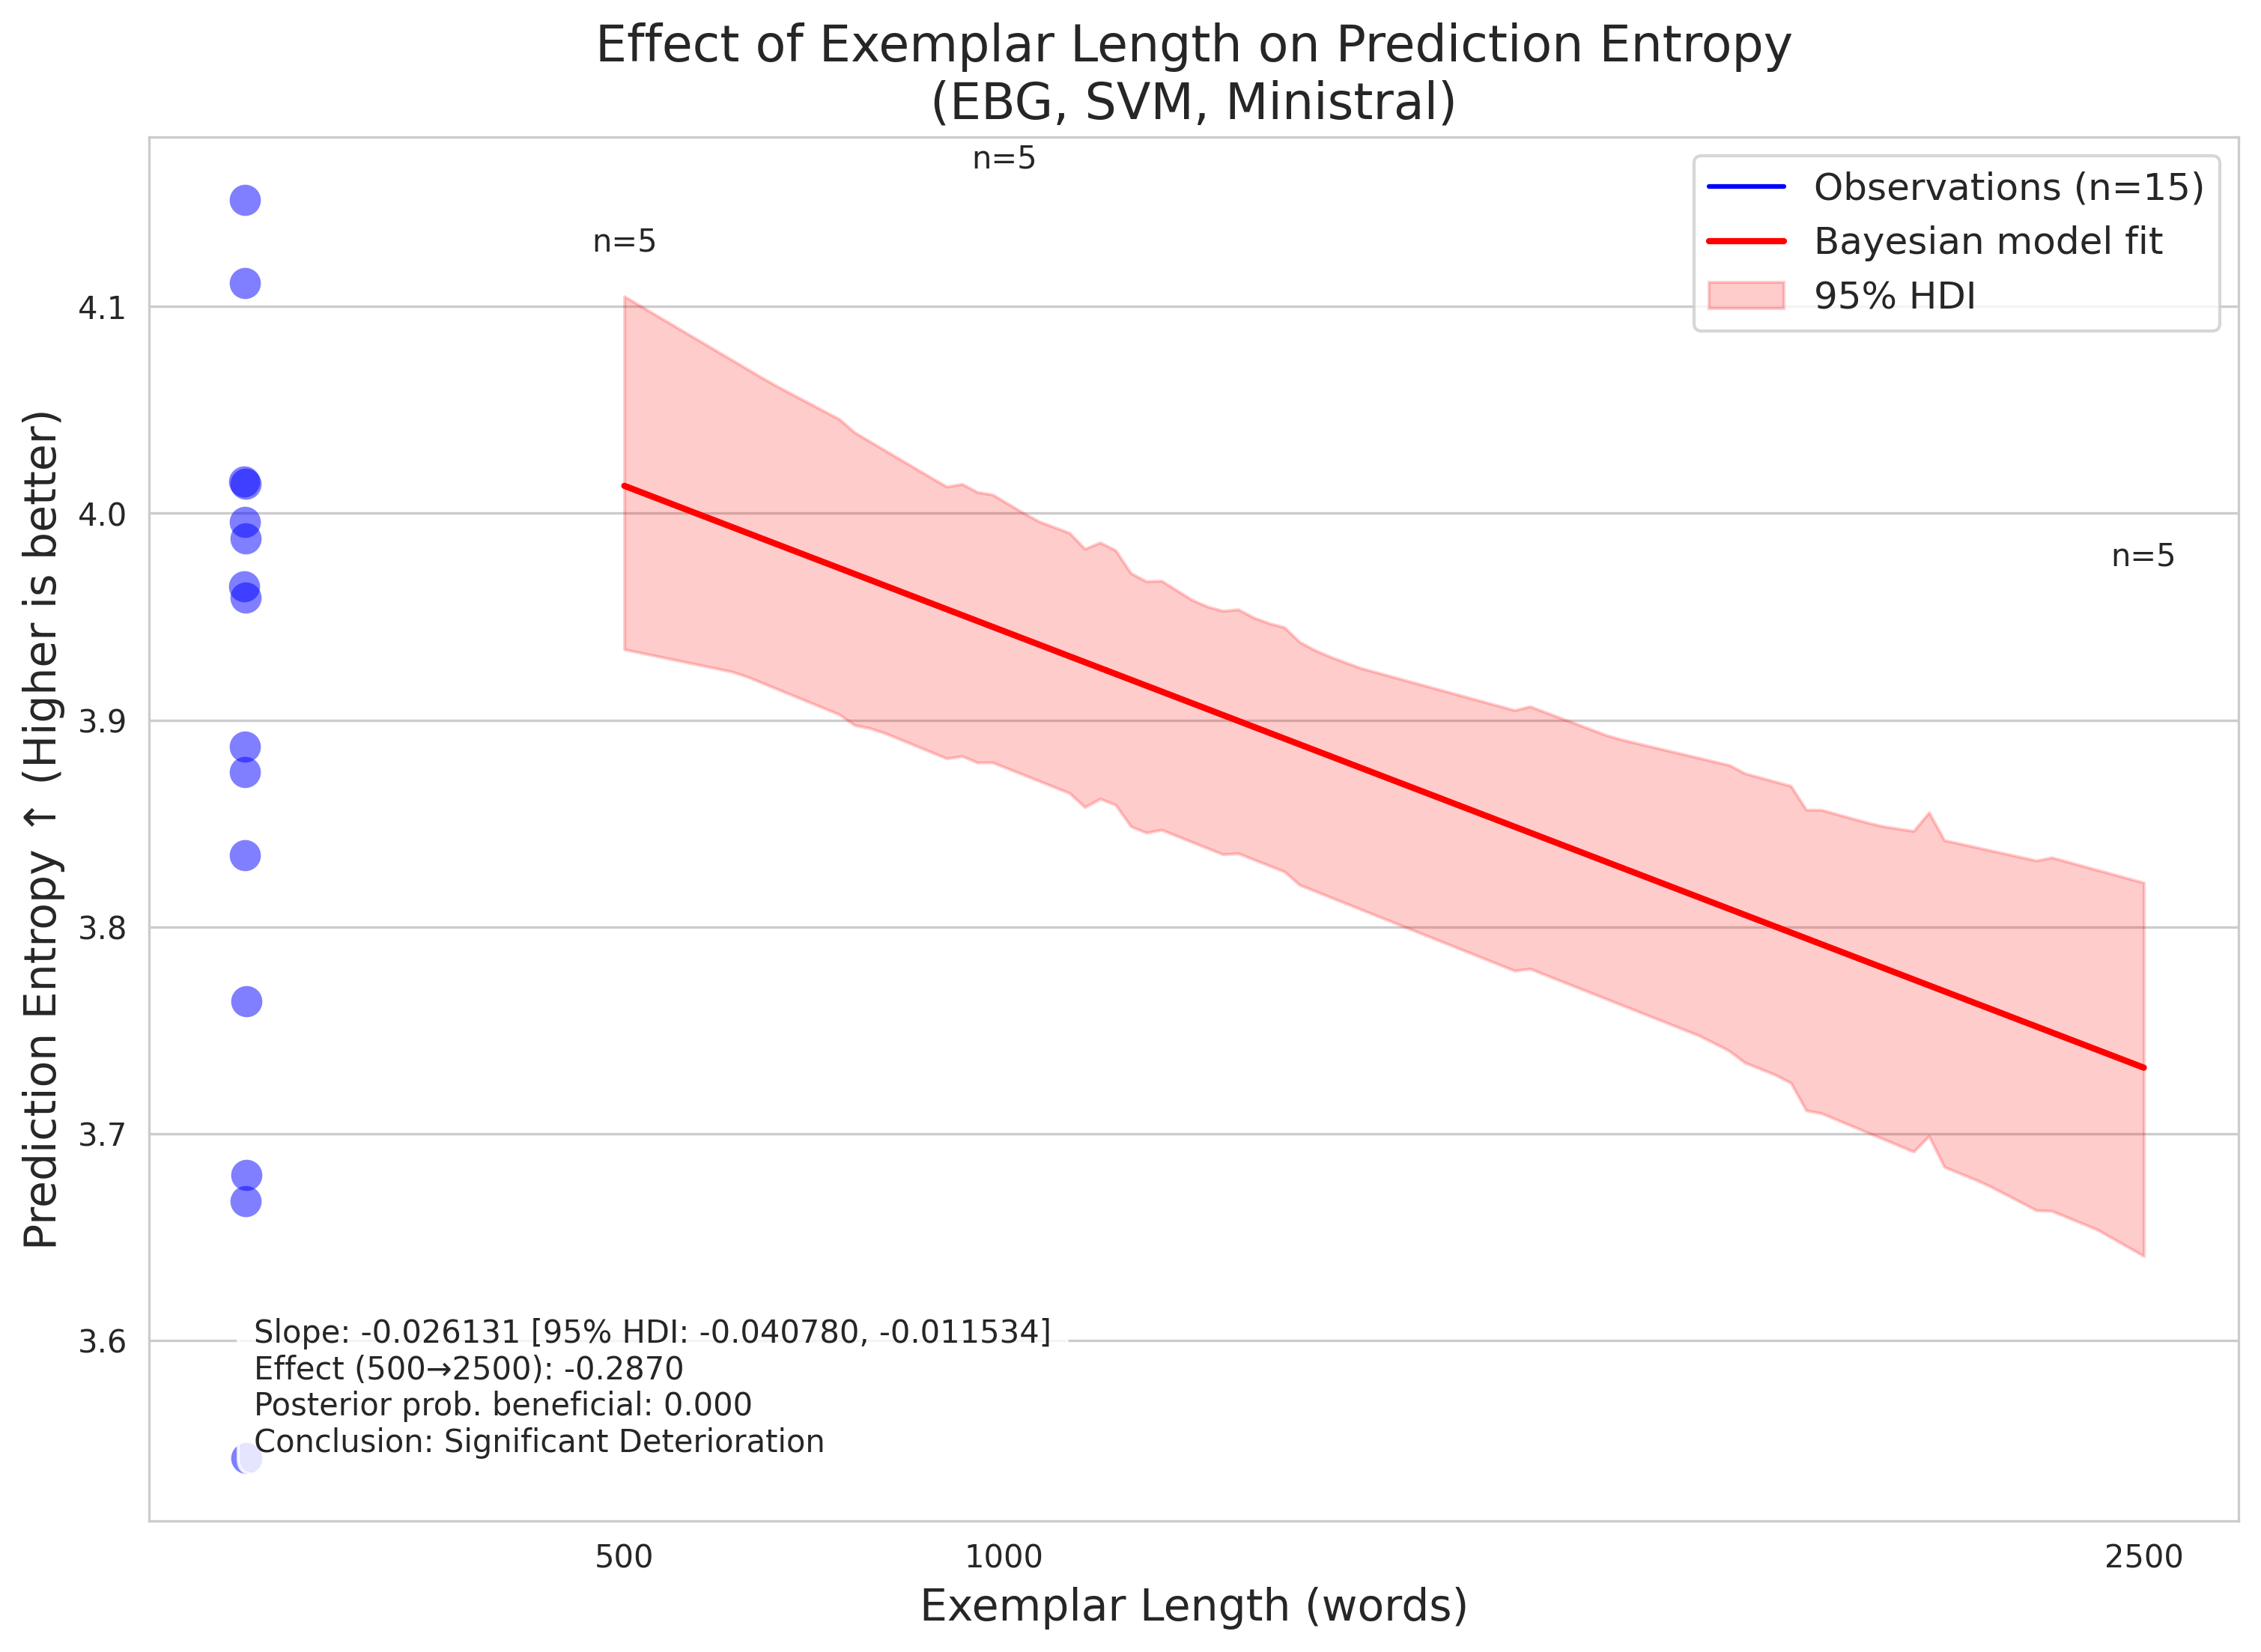 Effect of Exemplar Length on Prediction Entropy
(EBG, SVM, Ministral)
n=5
n=5
n=5
Observations (n=15)
Bayesian model fit
95% HDI
Prediction Entropy ↑ (Higher is better)
4.1
4.0
3.9
3.8
3.7
3.6
Slope: -0.026131 [95% HDI: -0.040780, -0.011534]
Effect (500→2500): -0.2870
Posterior prob. beneficial: 0.000
Conclusion: Significant Deterioration
500
1000
2500
Exemplar Length (words)